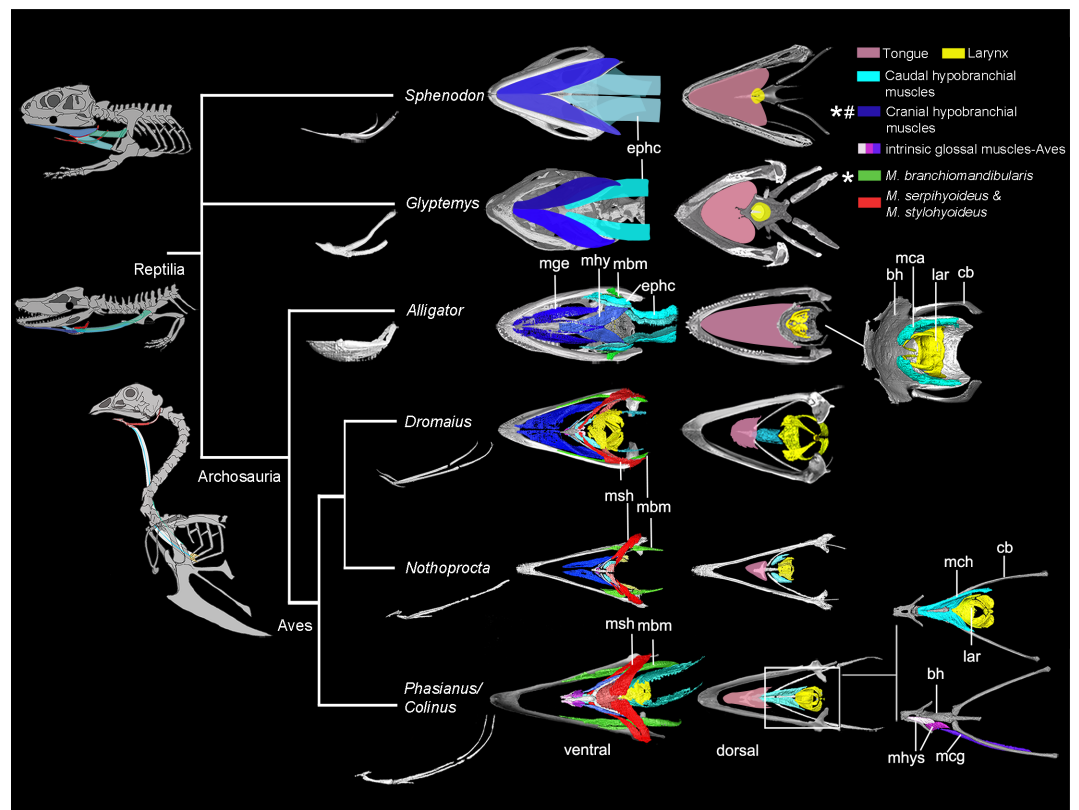 Tongue
Larynx
Caudal hypobranchial
muscles
*# Cranial hypobranchial
muscles
intrinsic glossal muscles-Aves
* M. branchiomandibularis
M. serpihyoideus &
M. stylohyoideus
Sphenodon
ephc
Glyptemys
Reptilia
mge
mhy
mbm
ephc
Alligator
mca
bh
lar
cb
Dromaius
Archosauria
msh
mbm
Nothoprocta
cb
mch
Aves
msh
mbm
lar
Phasianus/
Colinus
bh
ventral
dorsal
mhys
mcg